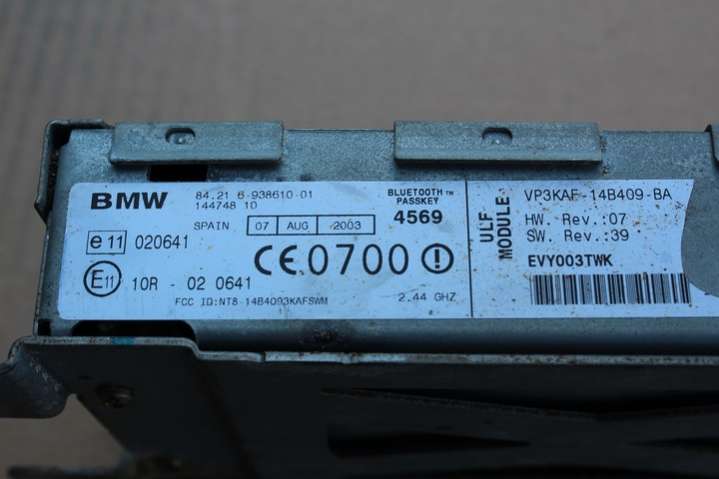 BMW
84.21 6-938610-01
144748 10
BLUETOOTH™
PASSKEY
4569
SPAIN 07 AUG 2003
e11 020641
CE0700
E11 10R - 02 0641
FCC ID:NT8-14B4093KAFSWM
2.44 GHZ
ULF
MODULE
VP3KAF-14B409-BA
HW. Rev.:07
SW. Rev.:39
EVY003TWK